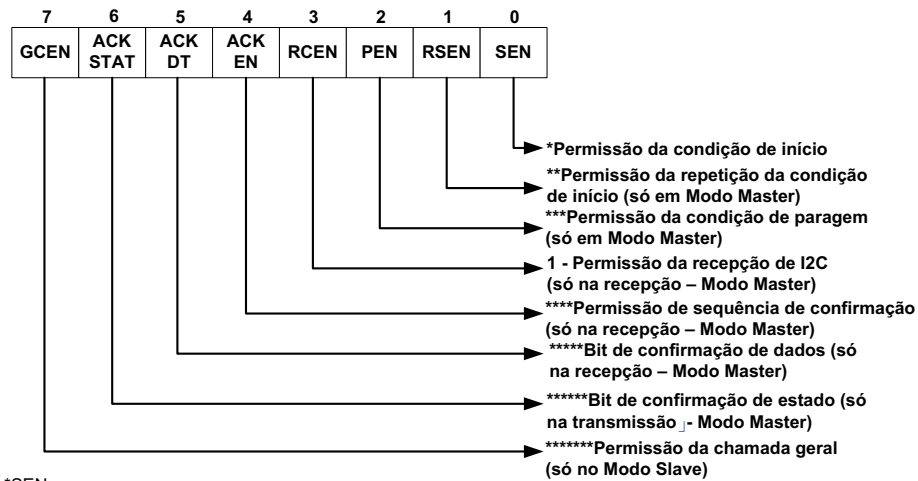 7 6 5 4 3 2 1 0
GCEN ACK STAT ACK DT ACK EN RCEN PEN RSEN SEN
*Permissão da condição de início
**Permissão da repetição da condição
de início (só em Modo Master)
***Permissão da condição de paragem
(só em Modo Master)
1 - Permissão da recepção de I2C
(só na recepção – Modo Master)
****Permissão de sequência de confirmação
(só na recepção – Modo Master)
*****Bit de confirmação de dados (só
na recepção – Modo Master)
******Bit de confirmação de estado (só
na transmissão - Modo Master)
*******Permissão da chamada geral
(só no Modo Slave)